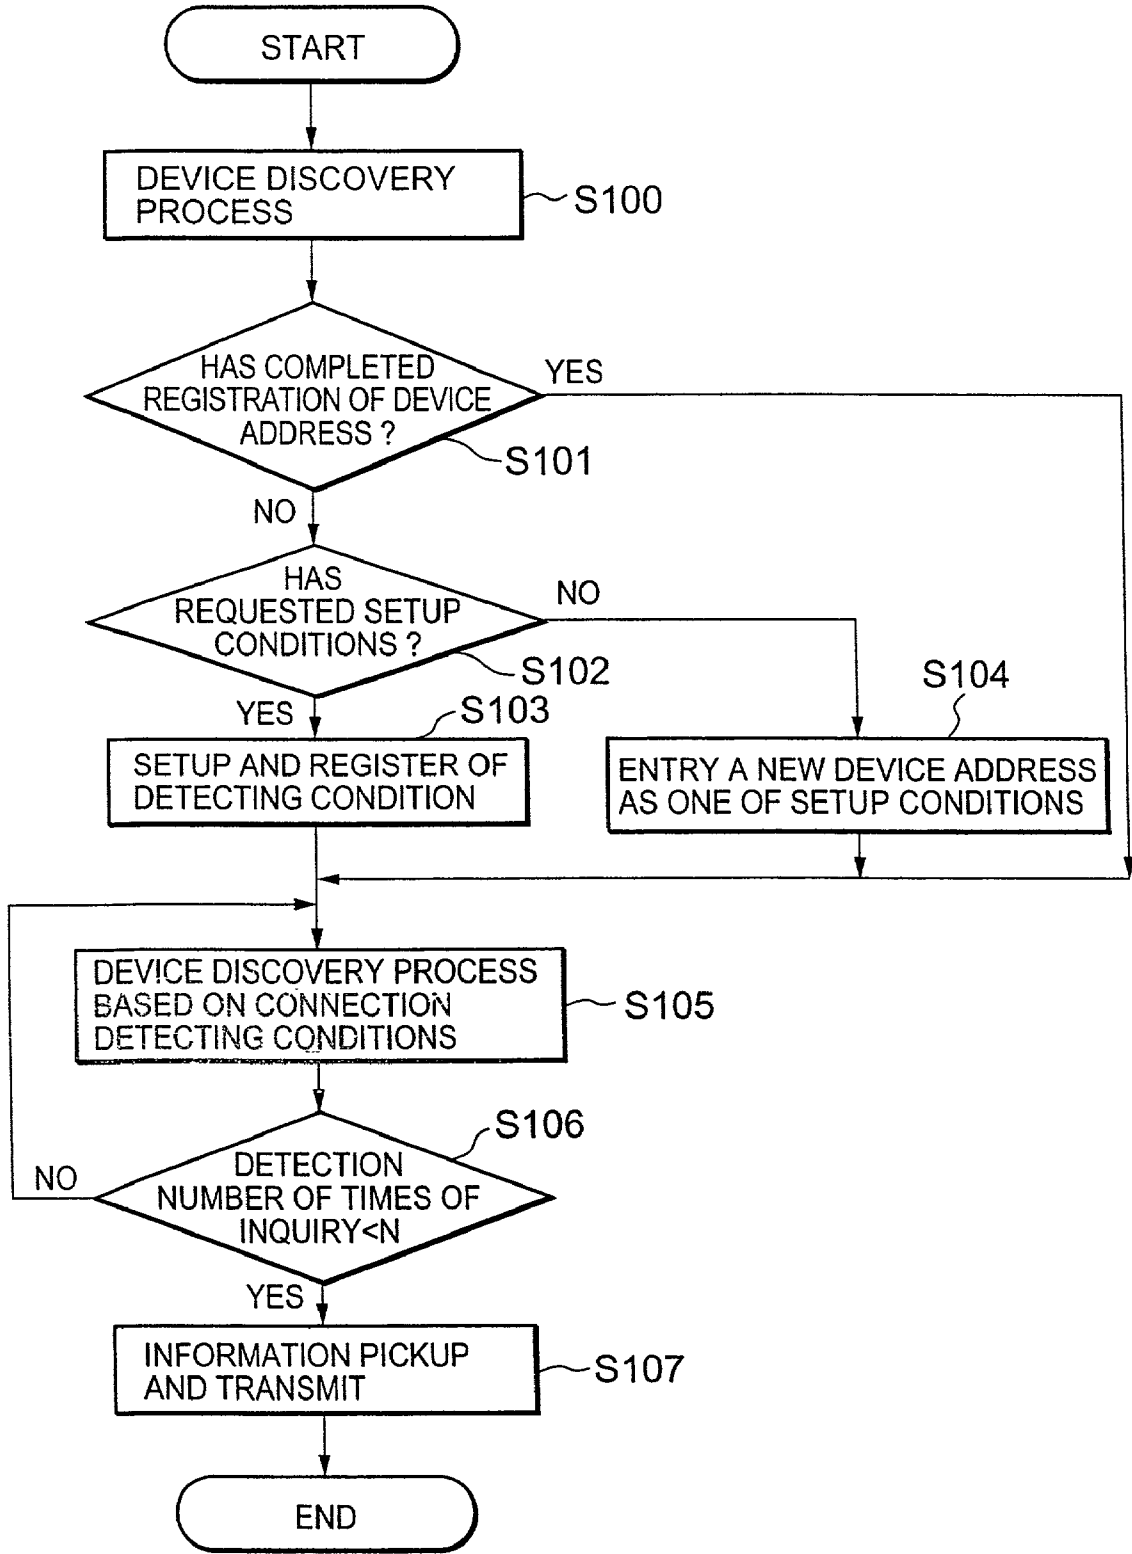 START
DEVICE DISCOVERY
PROCESS
S100
HAS COMPLETED
REGISTRATION OF DEVICE
ADDRESS ?
YES
S101
NO
HAS
REQUESTED SETUP
CONDITIONS ?
NO
S102
YES
S103
S104
SETUP AND REGISTER OF
DETECTING CONDITION
ENTRY A NEW DEVICE ADDRESS
AS ONE OF SETUP CONDITIONS
DEVICE DISCOVERY PROCESS
BASED ON CONNECTION
DETECTING CONDITIONS
S105
S106
DETECTION
NUMBER OF TIMES OF
INQUIRY<N
NO
YES
INFORMATION PICKUP
AND TRANSMIT
S107
END